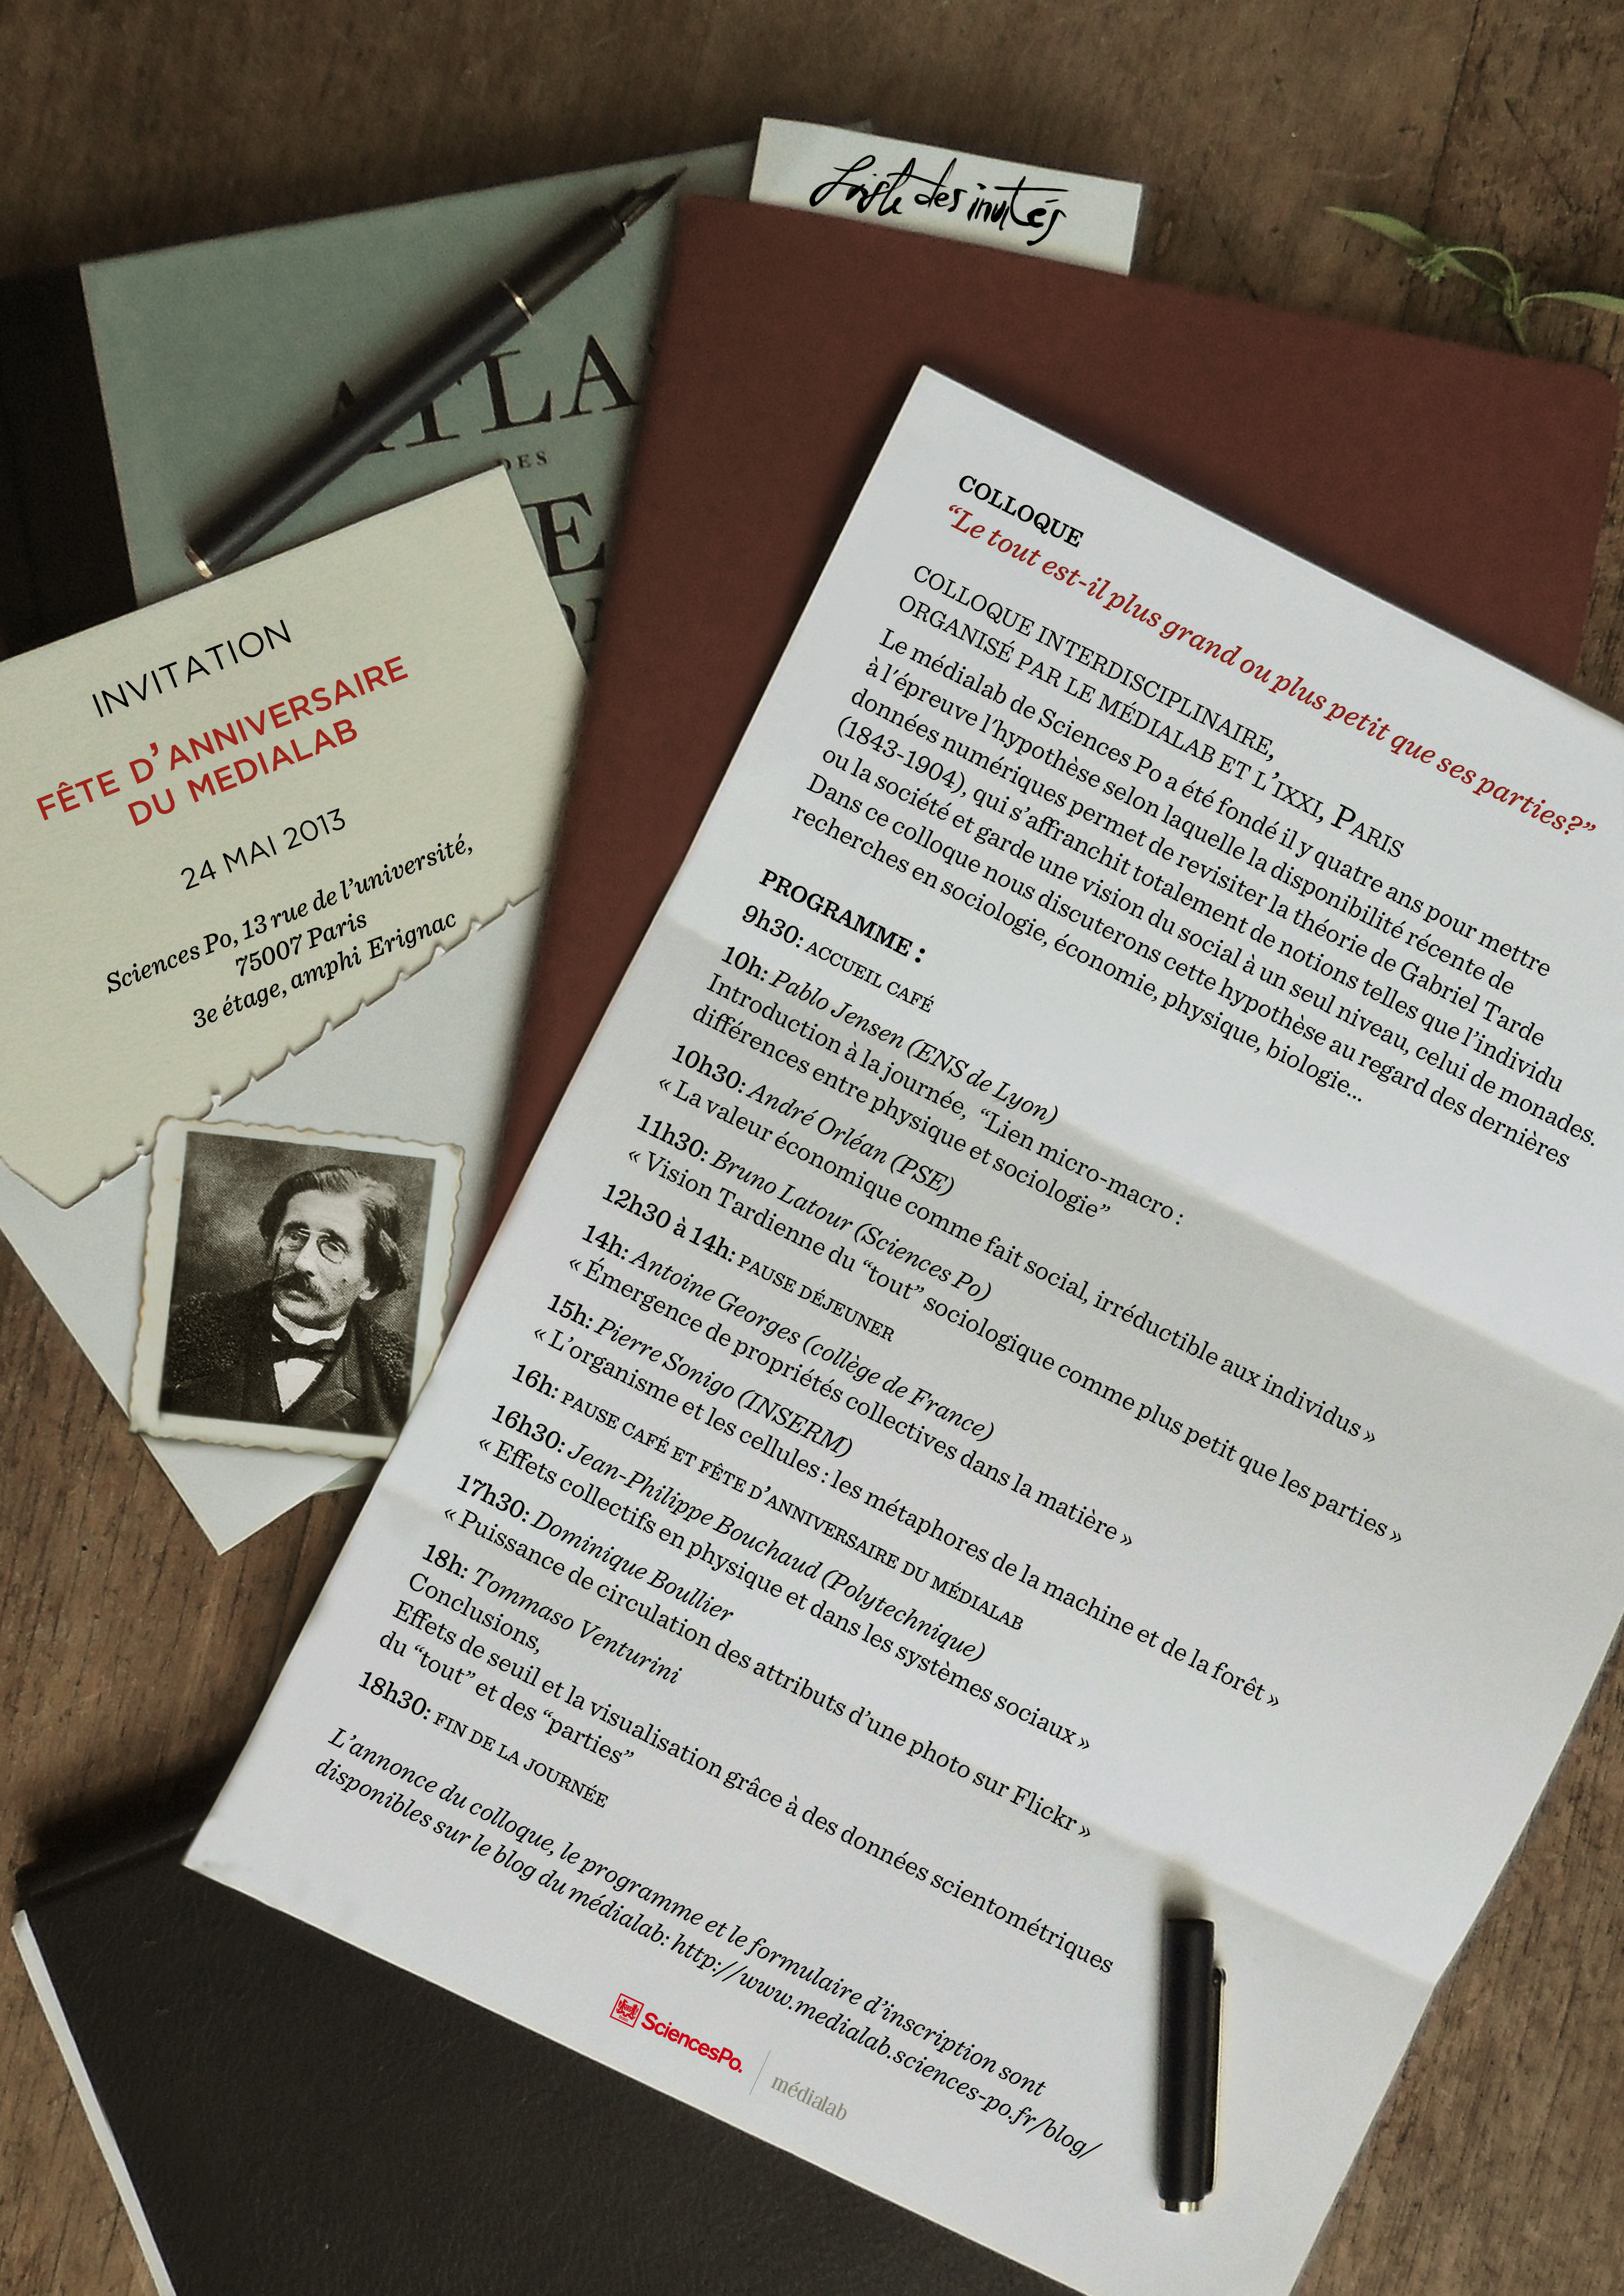 Liste des invités
ATLAS
DES
E
INVITATION
FÊTE D’ANNIVERSAIRE
DU MEDIALAB
24 MAI 2013
Sciences Po, 13 rue de l’université,
75007 Paris
3e étage, amphi Erignac
COLLOQUE
“Le tout est-il plus grand ou plus petit que ses parties?”
COLLOQUE INTERDISCIPLINAIRE,
ORGANISÉ PAR LE MÉDIALAB ET L’IXXI, PARIS
Le médialab de Sciences Po a été fondé il y quatre ans pour mettre
à l’épreuve l’hypothèse selon laquelle la disponibilité récente de
données numériques permet de revisiter la théorie de Gabriel Tarde
(1843-1904), qui s’affranchit totalement de notions telles que l’individu
ou la société et garde une vision du social à un seul niveau, celui de monades.
Dans ce colloque nous discuterons cette hypothèse au regard des dernières
recherches en sociologie, économie, physique, biologie...
PROGRAMME :
9h30: ACCUEIL CAFÉ
10h: Pablo Jensen (ENS de Lyon)
Introduction à la journée, “Lien micro-macro :
différences entre physique et sociologie”
10h30: André Orléan (PSE)
« La valeur économique comme fait social, irréductible aux individus »
11h30: Bruno Latour (Sciences Po)
« Vision Tardienne du “tout” sociologique comme plus petit que les parties »
12h30 à 14h: PAUSE DÉJEUNER
14h: Antoine Georges (collège de France)
« Émergence de propriétés collectives dans la matière »
15h: Pierre Sonigo (INSERM)
« L’organisme et les cellules : les métaphores de la machine et de la forêt »
16h: PAUSE CAFÉ ET FÊTE D’ANNIVERSAIRE DU MÉDIALAB
16h30: Jean-Philippe Bouchaud (Polytechnique)
« Effets collectifs en physique et dans les systèmes sociaux »
17h30: Dominique Boullier
« Puissance de circulation des attributs d’une photo sur Flickr »
18h: Tommaso Venturini
Conclusions,
Effets de seuil et la visualisation grâce à des données scientométriques
du “tout” et des “parties”
18h30: FIN DE LA JOURNÉE
L’annonce du colloque, le programme et le formulaire d’inscription sont
disponibles sur le blog du médialab: http://www.medialab.sciences-po.fr/blog/
SciencesPo.
médialab